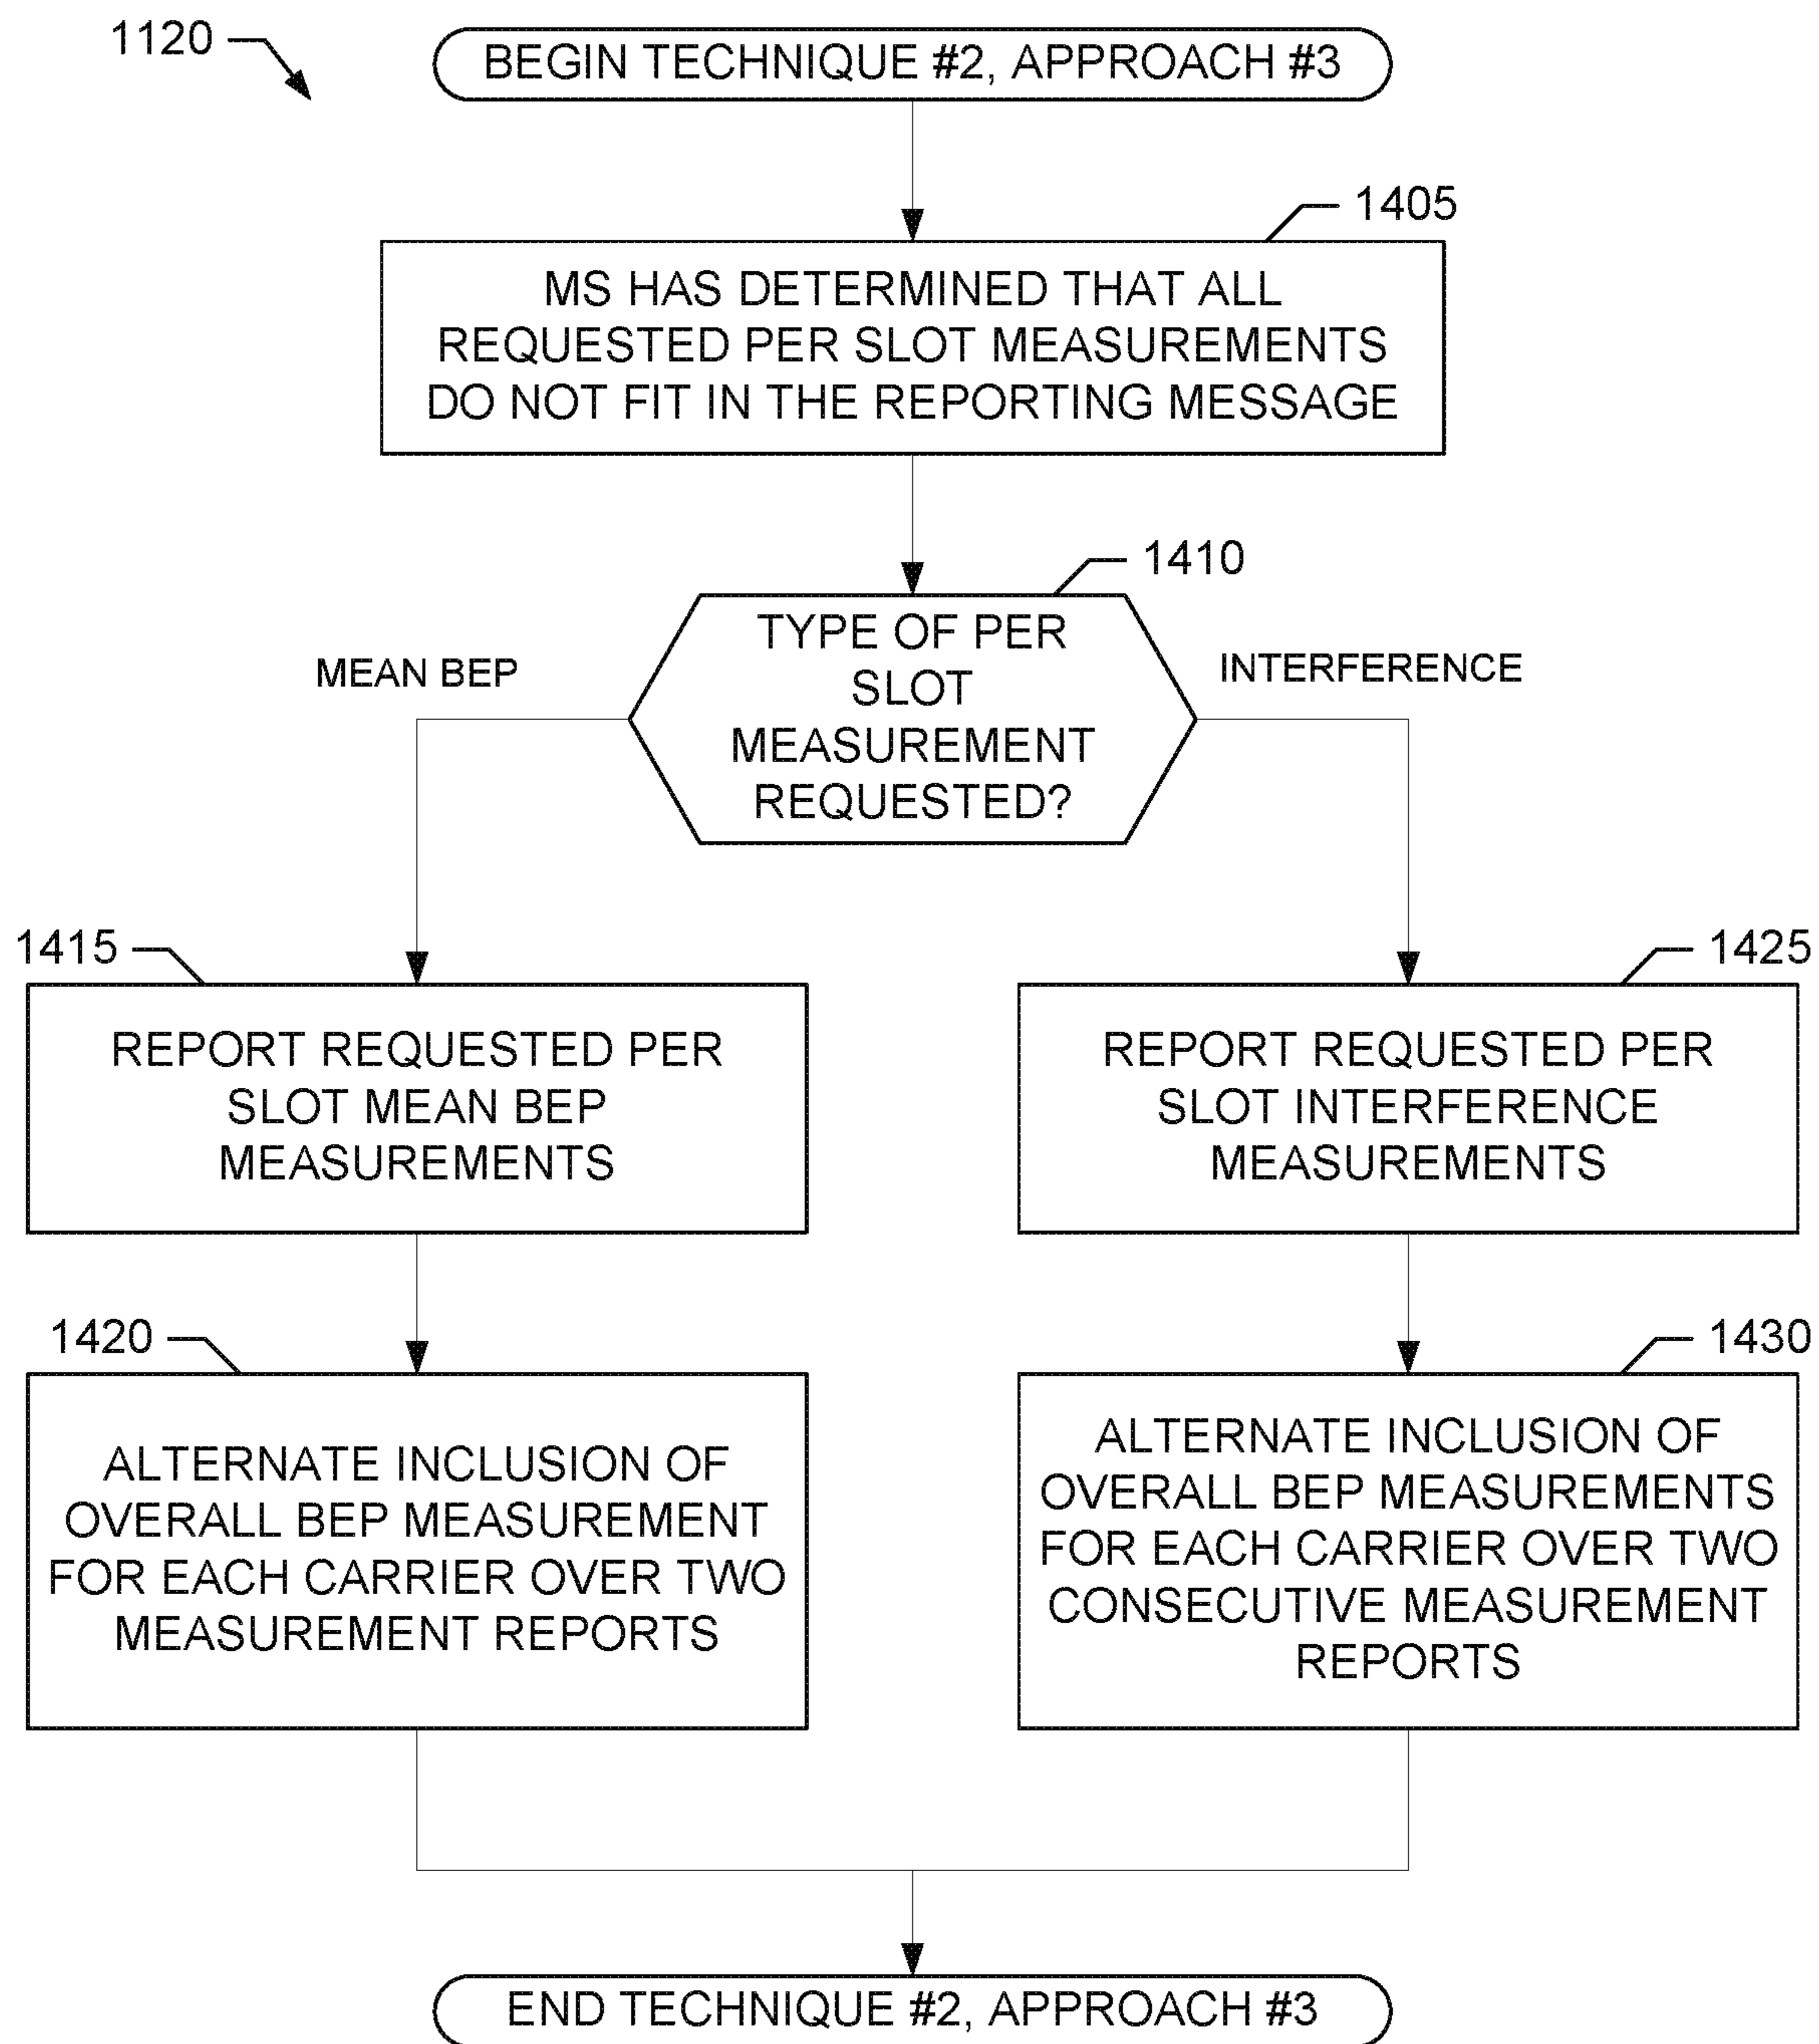 1120
BEGIN TECHNIQUE #2, APPROACH #3
1405
MS HAS DETERMINED THAT ALL
REQUESTED PER SLOT MEASUREMENTS
DO NOT FIT IN THE REPORTING MESSAGE
1410
TYPE OF PER
SLOT
MEASUREMENT
REQUESTED?
MEAN BEP
INTERFERENCE
1415
REPORT REQUESTED PER
SLOT MEAN BEP
MEASUREMENTS
1425
REPORT REQUESTED PER
SLOT INTERFERENCE
MEASUREMENTS
1420
ALTERNATE INCLUSION OF
OVERALL BEP MEASUREMENT
FOR EACH CARRIER OVER TWO
MEASUREMENT REPORTS
1430
ALTERNATE INCLUSION OF
OVERALL BEP MEASUREMENTS
FOR EACH CARRIER OVER TWO
CONSECUTIVE MEASUREMENT
REPORTS
END TECHNIQUE #2, APPROACH #3